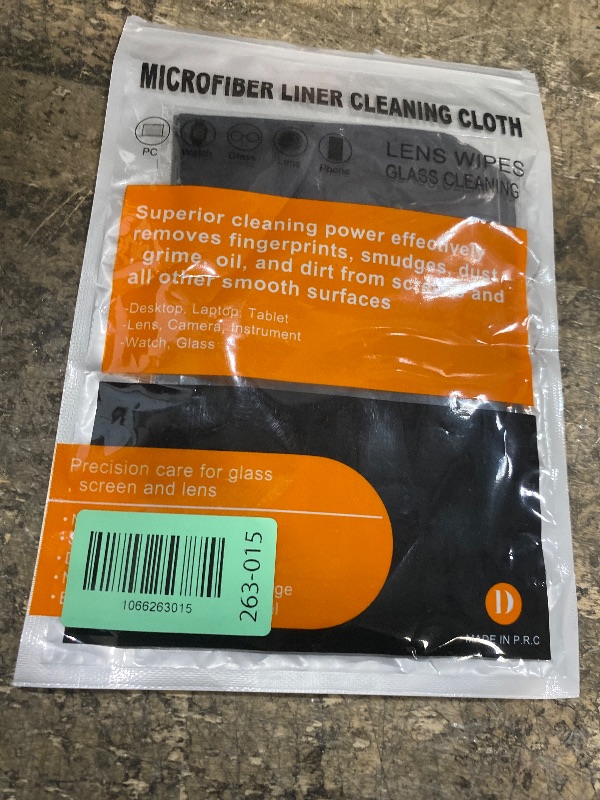 MICROFIBER LINER CLEANING CLOTH
PC Watch Glass Lens Phone
LENS WIPES
GLASS CLEANING
Superior cleaning power effectively
removes fingerprints, smudges, dust,
grime, oil, and dirt from and
all other smooth surfaces
-Desktop, Laptop, Tablet
-Lens, Camera, Instrument
-Watch, Glass
Precision care for glass
screen and lens
1066263015
263-015
D
MADE IN P.R.C